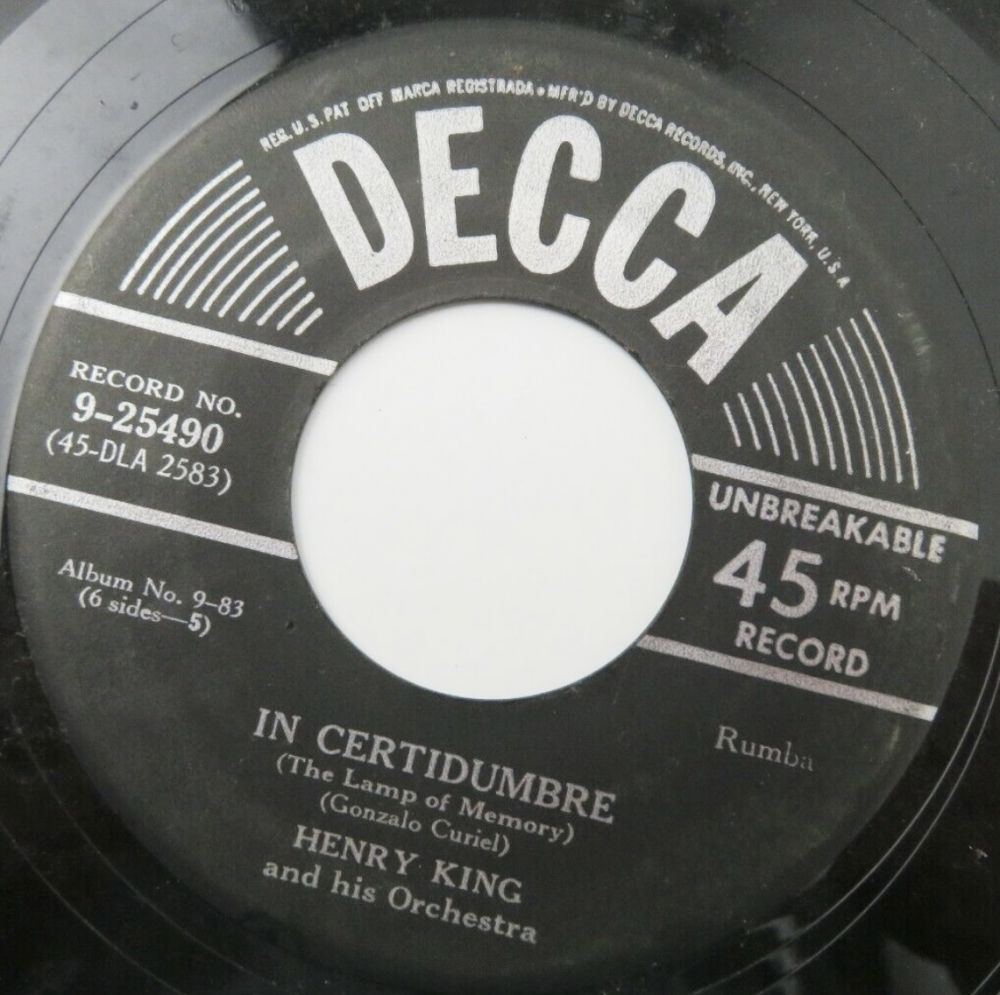 REG. U.S. PAT OFF MARCA REGISTRADA • MFR'D BY DECCA RECORDS, INC., NEW YORK, U.S.A
DECCA
RECORD NO.
9-25490
(45-DLA 2583)
Album No. 9-83
(6 sides—5)
UNBREAKABLE
45 RPM
RECORD
Rumba
IN CERTIDUMBRE
(The Lamp of Memory)
(Gonzalo Curiel)
HENRY KING
and his Orchestra